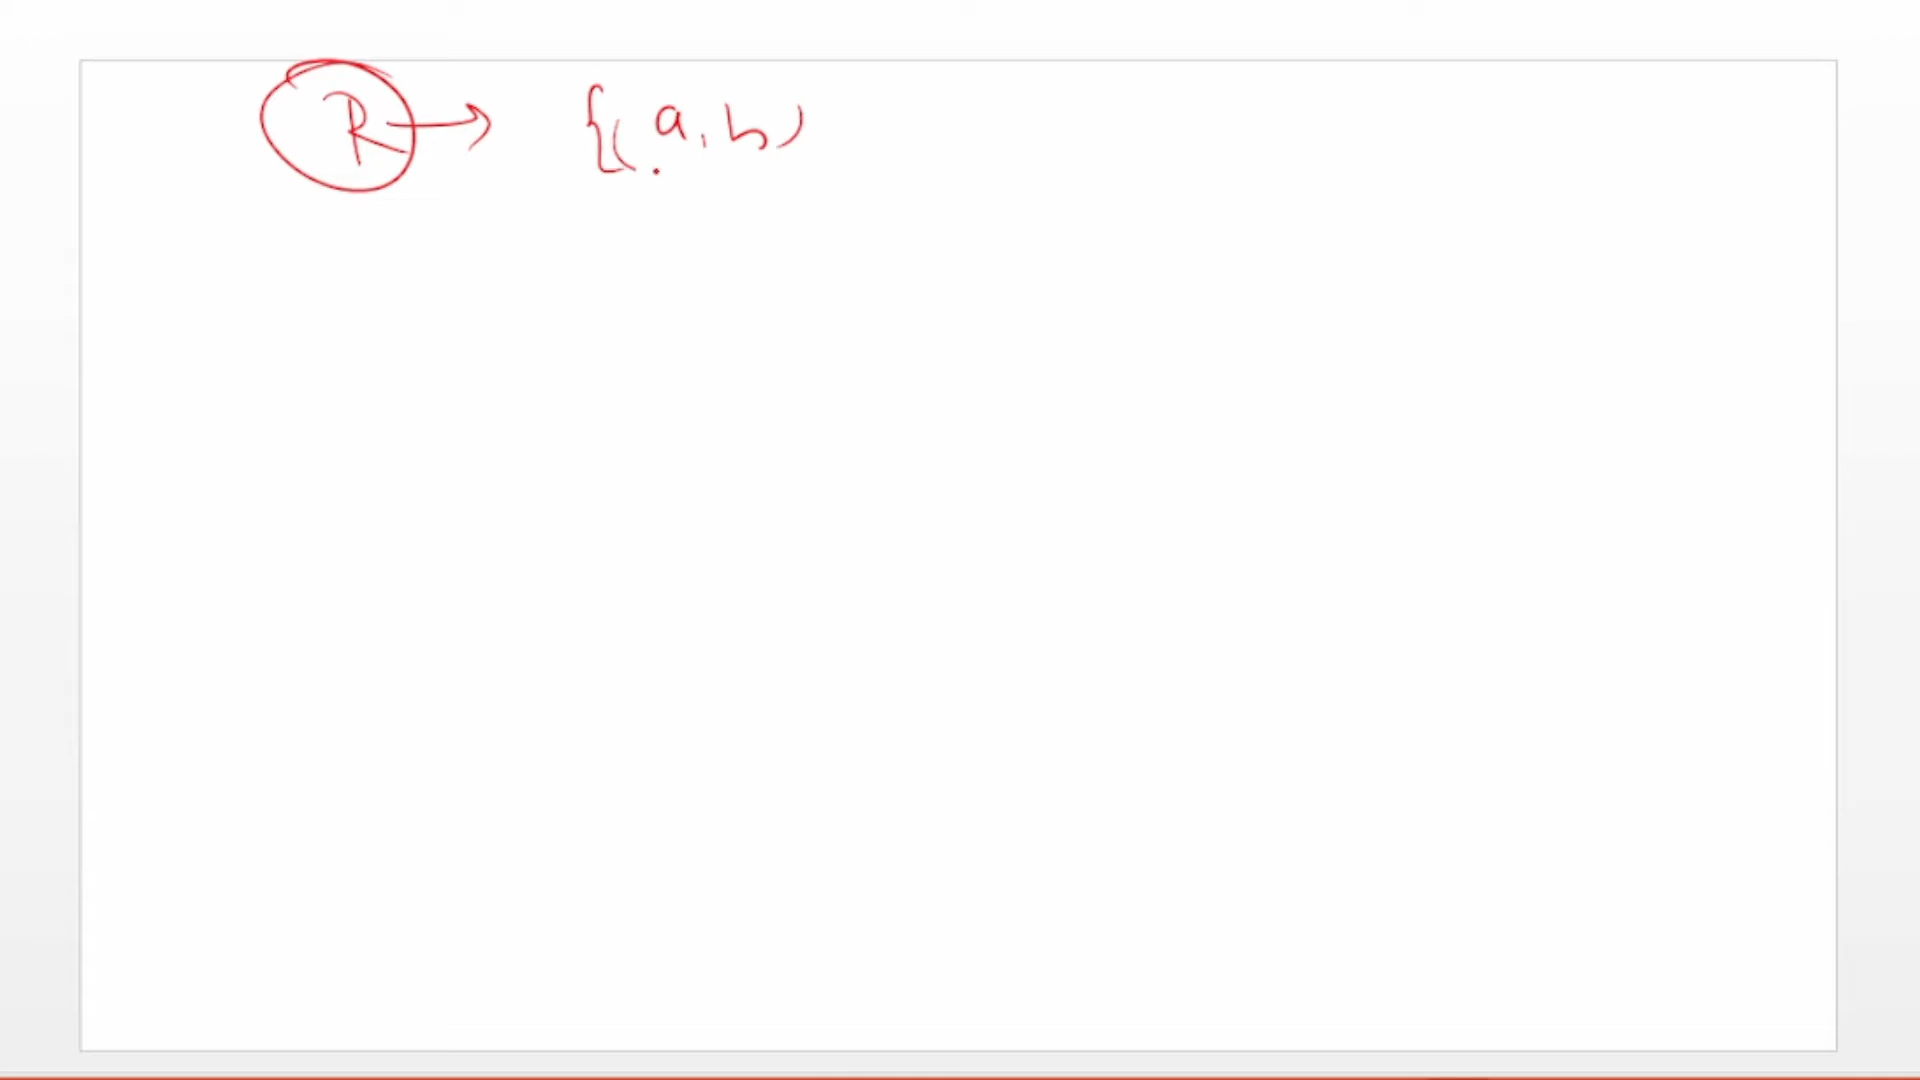 R → {(a, b)